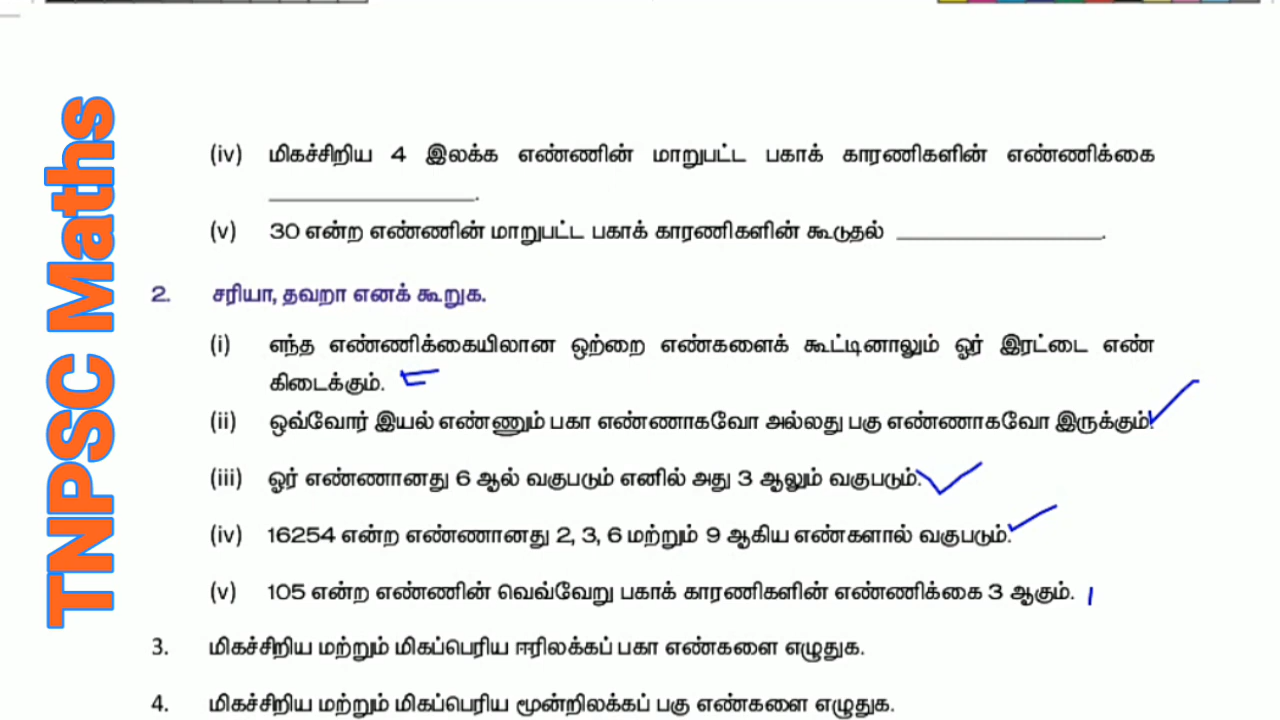 TNPSC Maths
(iv) மிகச்சிறிய 4 இலக்க எண்ணின் மாறுபட்ட பகாக் காரணிகளின் எண்ணிக்கை
____________.
(v) 30 என்ற எண்ணின் மாறுபட்ட பகாக் காரணிகளின் கூடுதல் ____________.
2. சரியா, தவறா எனக் கூறுக.
(i) எந்த எண்ணிக்கையிலான ஒற்றை எண்களைக் கூட்டினாலும் ஓர் இரட்டை எண்
கிடைக்கும்.
(ii) ஒவ்வோர் இயல் எண்ணும் பகா எண்ணாகவோ அல்லது பகு எண்ணாகவோ இருக்கும்.
(iii) ஓர் எண்ணானது 6 ஆல் வகுபடும் எனில் அது 3 ஆலும் வகுபடும்.
(iv) 16254 என்ற எண்ணானது 2, 3, 6 மற்றும் 9 ஆகிய எண்களால் வகுபடும்.
(v) 105 என்ற எண்ணின் வெவ்வேறு பகாக் காரணிகளின் எண்ணிக்கை 3 ஆகும்.
3. மிகச்சிறிய மற்றும் மிகப்பெரிய ஈரிலக்கப் பகா எண்களை எழுதுக.
4. மிகச்சிறிய மற்றும் மிகப்பெரிய மூன்றிலக்கப் பகு எண்களை எழுதுக.